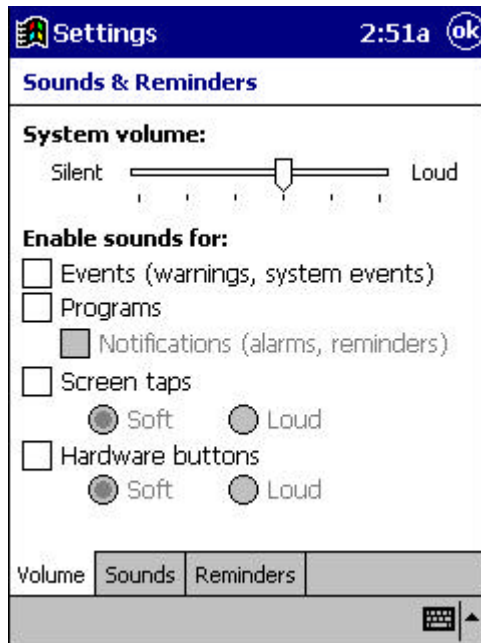 Settings 2:51a ok
Sounds & Reminders
System volume:
Silent Loud
Enable sounds for:
Events (warnings, system events)
Programs
Notifications (alarms, reminders)
Screen taps
Soft Loud
Hardware buttons
Soft Loud
Volume Sounds Reminders